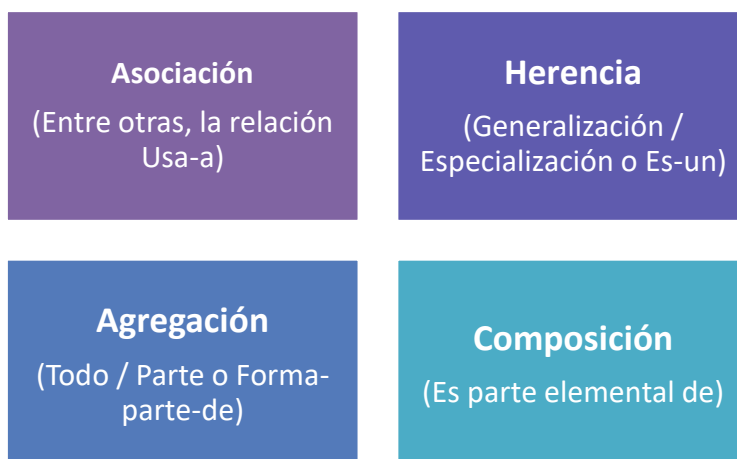 Asociación
(Entre otras, la relación
Usa-a)
Herencia
(Generalización /
Especialización o Es-un)
Agregación
(Todo / Parte o Forma-
parte-de)
Composición
(Es parte elemental de)